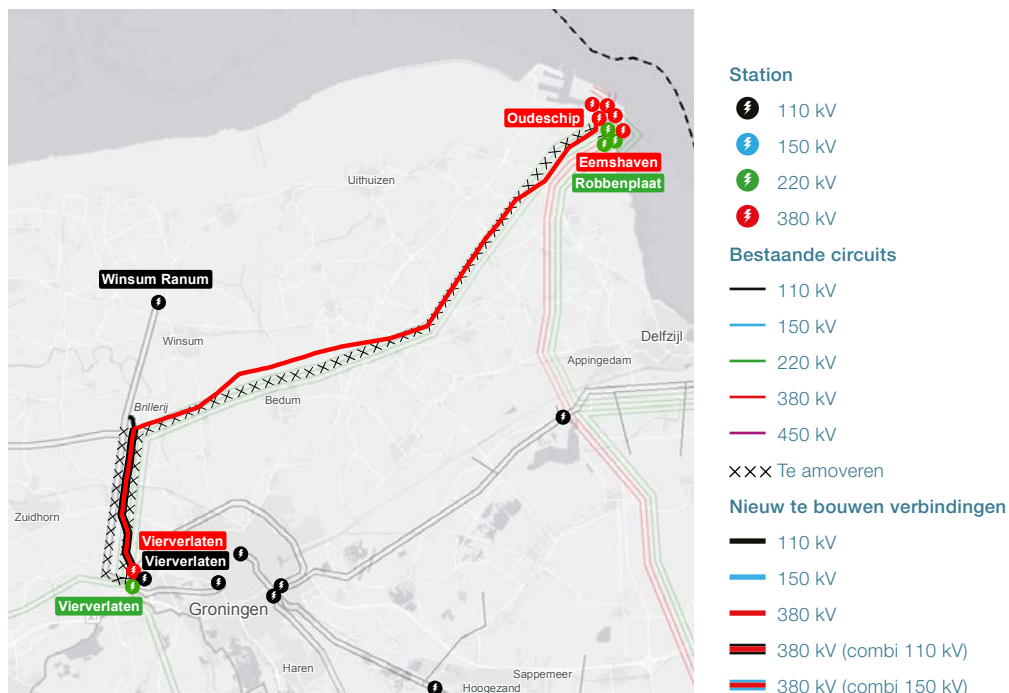 Oudeschip
Eemshaven
Robbenplaat
Uithuizen
Winsum Ranum
Winsum
Delfzijl
Appingedam
Brillerij
Bedum
Zuidhorn
Vierverlaten
Vierverlaten
Vierverlaten
Groningen
Haren
Sappemeer
Hoogezand
Station
110 kV
150 kV
220 kV
380 kV
Bestaande circuits
110 kV
150 kV
220 kV
380 kV
450 kV
Te amoveren
Nieuw te bouwen verbindingen
110 kV
150 kV
380 kV
380 kV (combi 110 kV)
380 kV (combi 150 kV)